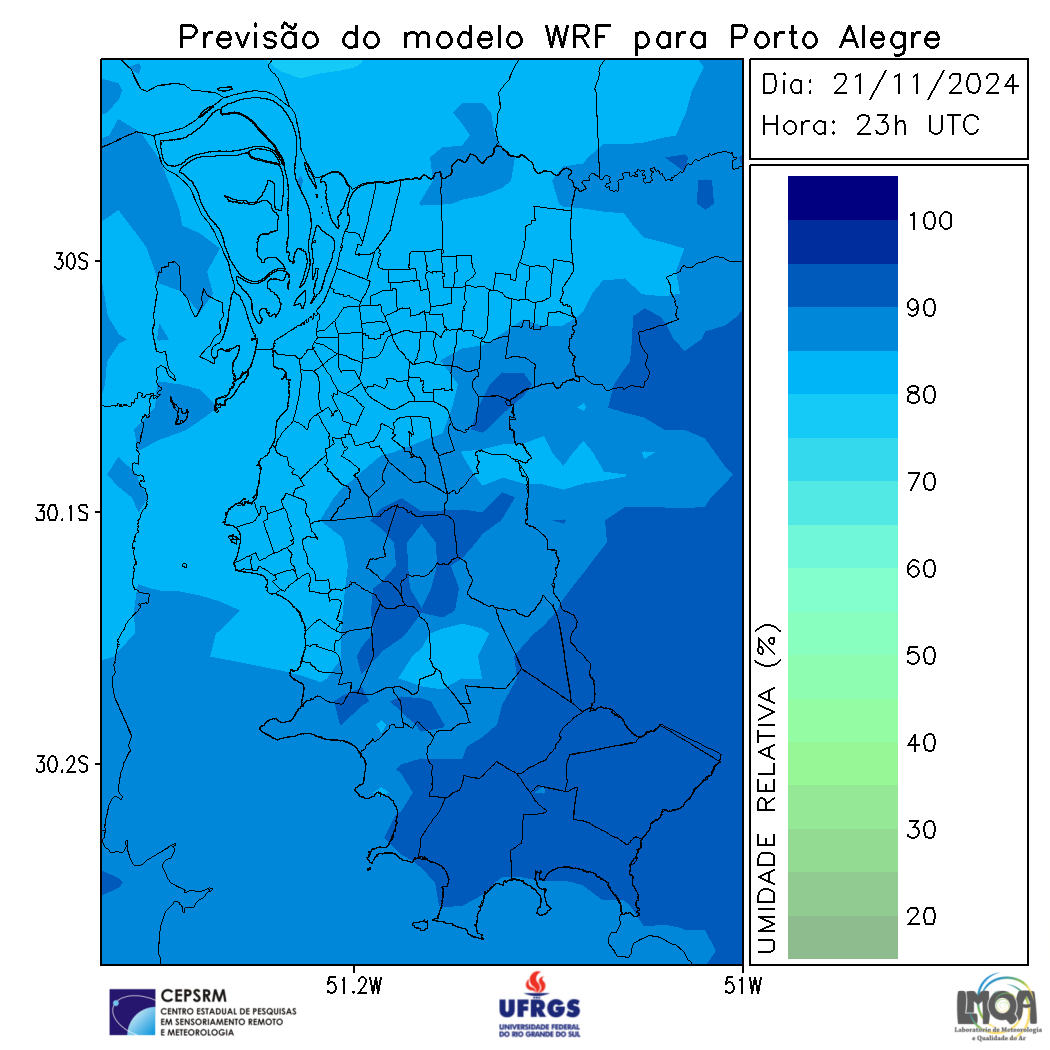 Previsão do modelo WRF para Porto Alegre
Dia: 21/11/2024
Hora: 23h UTC
30S
30.1S
30.2S
51.2W
51W
UMIDADE RELATIVA (%)
100
90
80
70
60
50
40
30
20
CEPSRM
CENTRO ESTADUAL DE PESQUISAS
EM SENSORIAMENTO REMOTO
E METEOROLOGIA
UFRGS
UNIVERSIDADE FEDERAL
DO RIO GRANDE DO SUL
LMQA
Laboratório de Meteorologia
e Qualidade do Ar